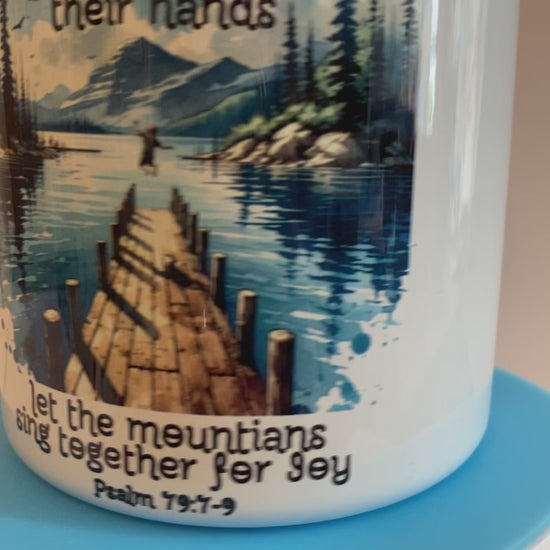 their hands
let the mountians
sing together for joy
Psalm 79:7-9